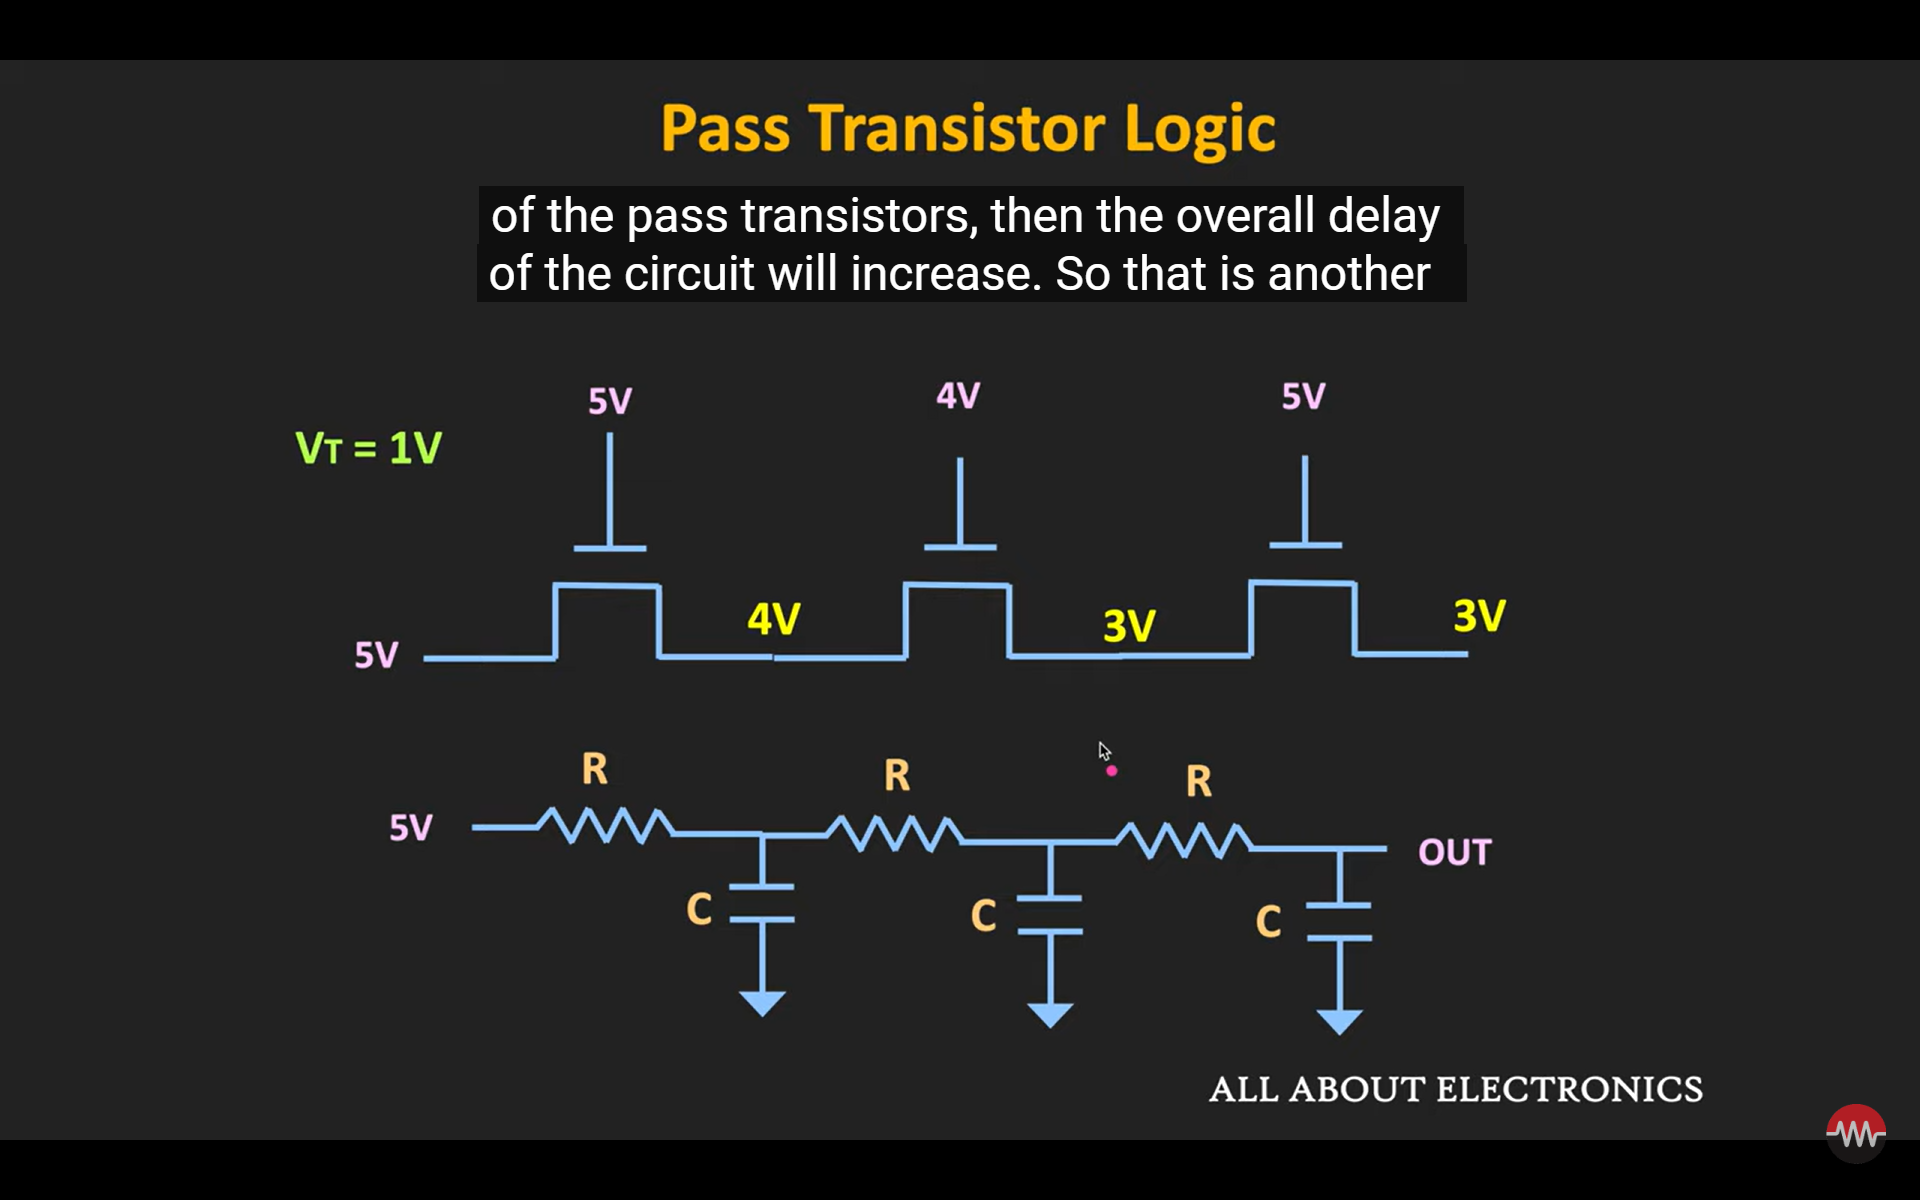 Pass Transistor Logic
of the pass transistors, then the overall delay
of the circuit will increase. So that is another
5V 4V 5V
VT = 1V
4V 3V 3V
5V
R R R
5V OUT
C C C
ALL ABOUT ELECTRONICS